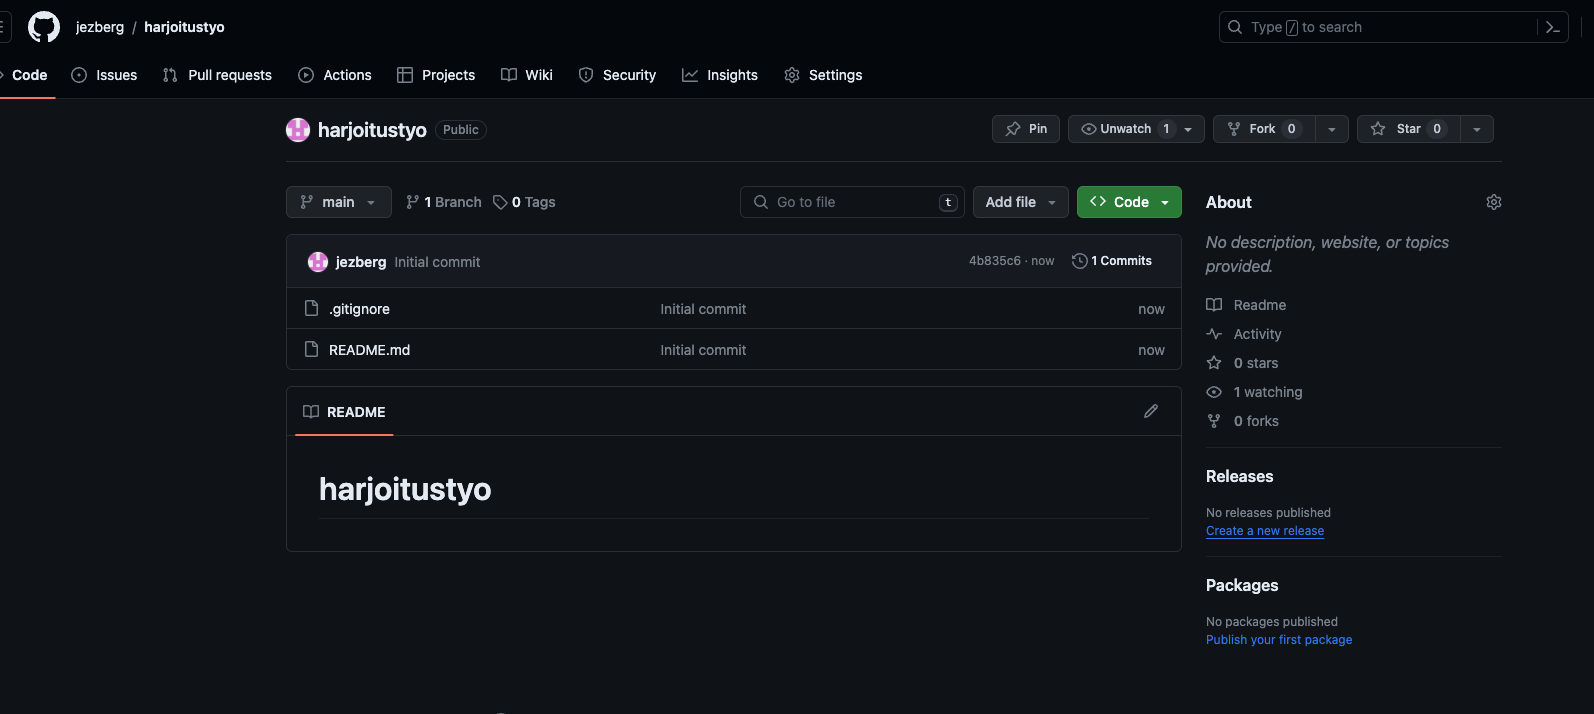 jezberg / harjoitustyo
Type / to search
Code Issues Pull requests Actions Projects Wiki Security Insights Settings
harjoitustyo Public
Pin Unwatch 1 Fork 0 Star 0
main 1 Branch 0 Tags Go to file t Add file Code
jezberg Initial commit 4b835c6 · now 1 Commits
.gitignore Initial commit now
README.md Initial commit now
README
harjoitustyo
About
No description, website, or topics
provided.
Readme
Activity
0 stars
1 watching
0 forks
Releases
No releases published
Create a new release
Packages
No packages published
Publish your first package